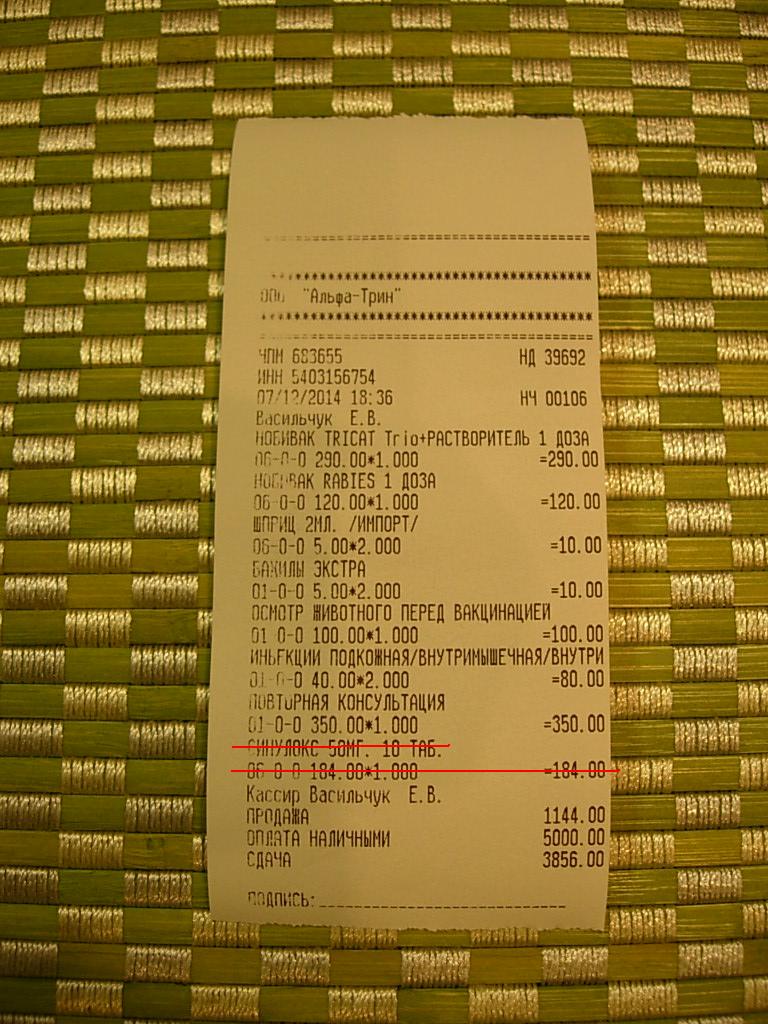 ==================================
*********************************
ООО "Альфа-Трин"
*********************************
==================================
ЧПМ 683655 НД 39692
ИНН 5403156754
07/12/2014 18:36 НЧ 00106
Васильчук Е.В.
НОБИВАК TRICAT Trio+РАСТВОРИТЕЛЬ 1 ДОЗА
06-0-0 290.00*1.000 =290.00
НОБИВАК RABIES 1 ДОЗА
06-0-0 120.00*1.000 =120.00
ШПРИЦ 2МЛ. /ИМПОРТ/
06-0-0 5.00*2.000 =10.00
БАХИЛЫ ЭКСТРА
01-0-0 5.00*2.000 =10.00
ОСМОТР ЖИВОТНОГО ПЕРЕД ВАКЦИНАЦИЕЙ
01-0-0 100.00*1.000 =100.00
ИНЬЕКЦИИ ПОДКОЖНАЯ/ВНУТРИМЫШЕЧНАЯ/ВНУТРИ
01-0-0 40.00*2.000 =80.00
ПОВТОРНАЯ КОНСУЛЬТАЦИЯ
01-0-0 350.00*1.000 =350.00
СИНУЛОКС 50МГ. 10 ТАБ.
06-0-0 184.00*1.000 =184.00
Кассир Васильчук Е.В.
ПРОДАЖА 1144.00
ОПЛАТА НАЛИЧНЫМИ 5000.00
СДАЧА 3856.00
ПОДПИСЬ:___________________________